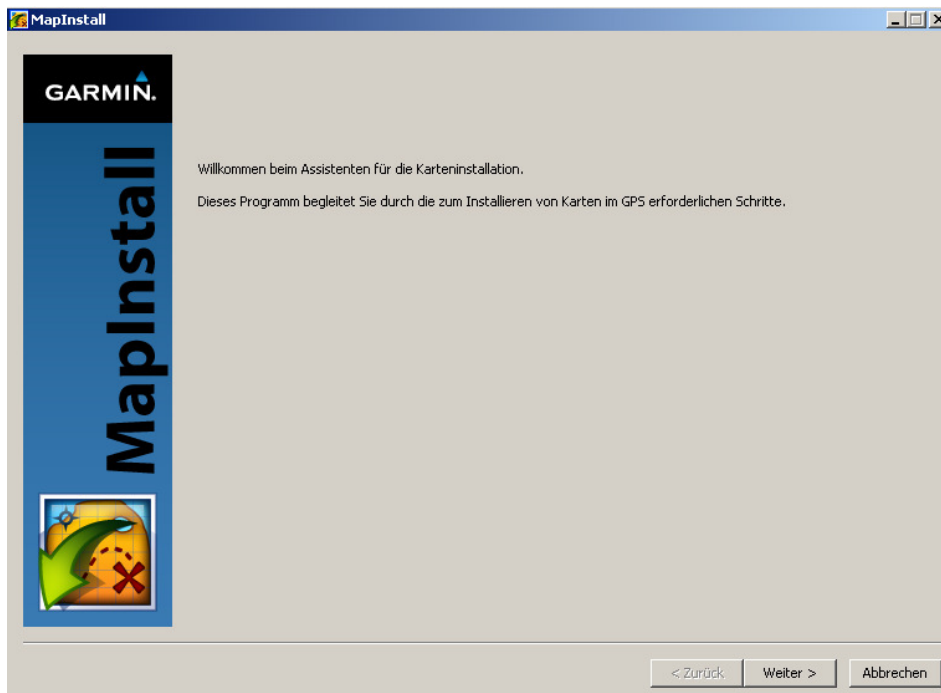 MapInstall
GARMIN.
MapInstall
Willkommen beim Assistenten für die Karteninstallation.
Dieses Programm begleitet Sie durch die zum Installieren von Karten im GPS erforderlichen Schritte.
< Zurück
Weiter >
Abbrechen